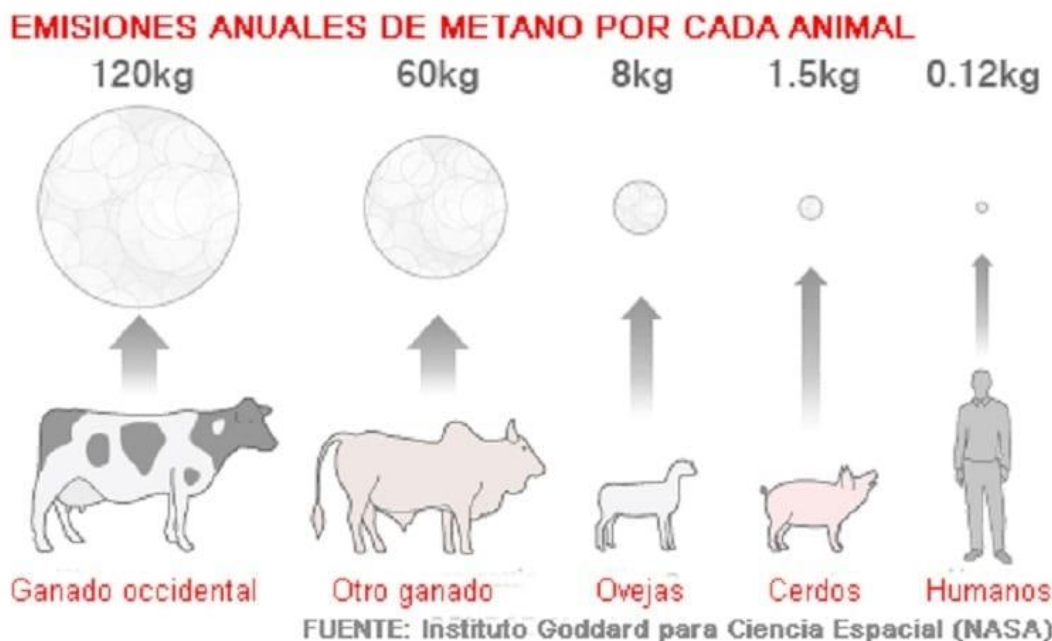 EMISIONES ANUALES DE METANO POR CADA ANIMAL
120kg 60kg 8kg 1.5kg 0.12kg
Ganado occidental Otro ganado Ovejas Cerdos Humanos
FUENTE: Instituto Goddard para Ciencia Espacial (NASA)